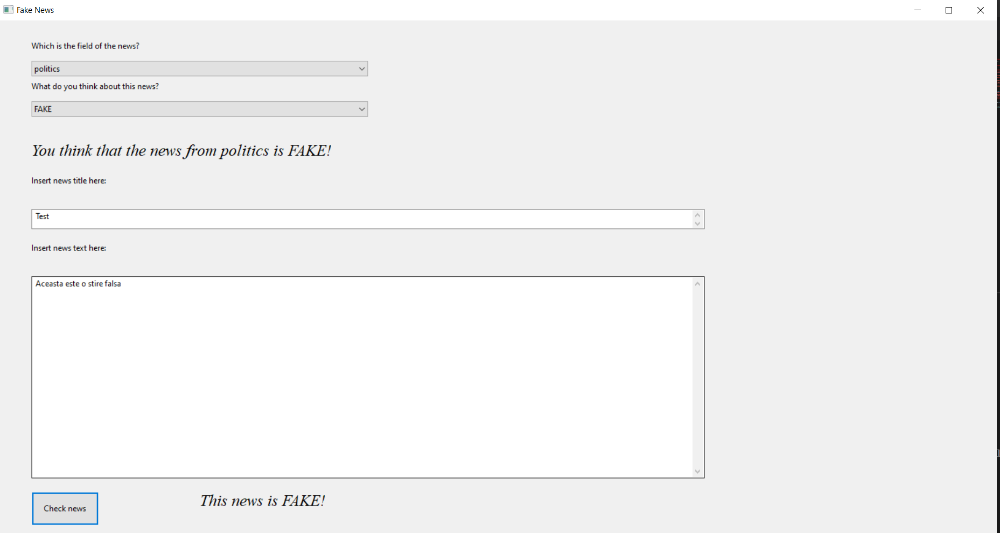 Fake News
Which is the field of the news?
politics
What do you think about this news?
FAKE
You think that the news from politics is FAKE!
Insert news title here:
Test
Insert news text here:
Aceasta este o stire falsa
Check news
This news is FAKE!